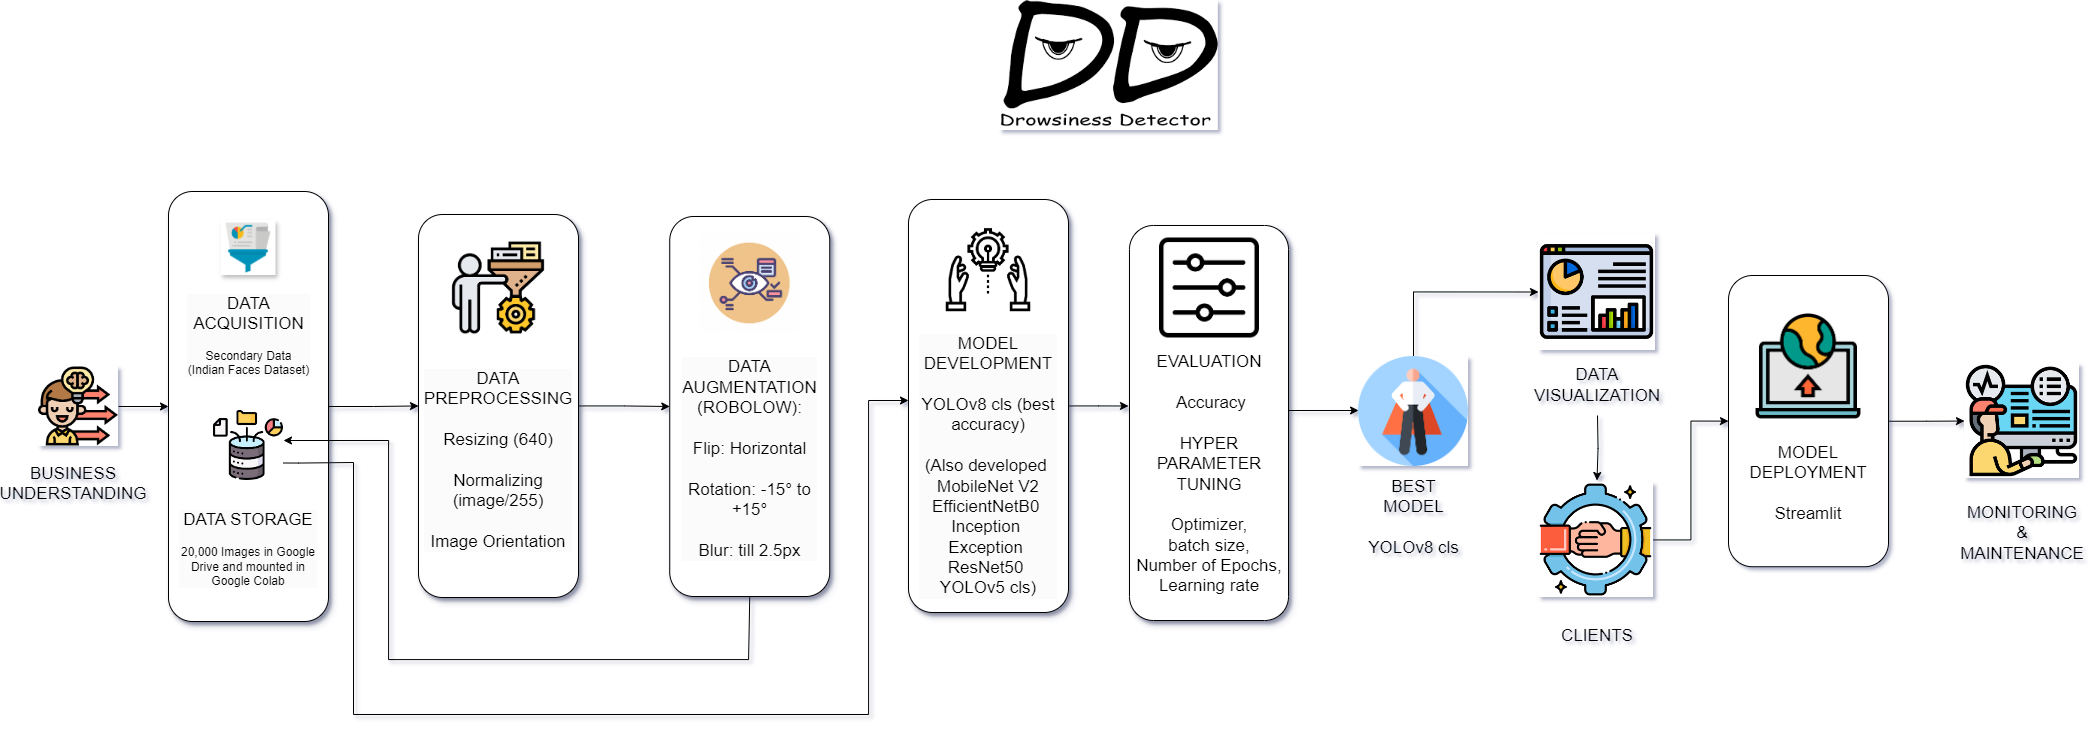 Drowsiness Detector
BUSINESS
UNDERSTANDING
DATA
ACQUISITION
Secondary Data
(Indian Faces Dataset)
DATA STORAGE
20,000 Images in Google
Drive and mounted in
Google Colab
DATA
PREPROCESSING
Resizing (640)
Normalizing
(image/255)
Image Orientation
DATA
AUGMENTATION
(ROBOLOW):
Flip: Horizontal
Rotation: -15° to
+15°
Blur: till 2.5px
MODEL
DEVELOPMENT
YOLOv8 cls (best
accuracy)
(Also developed
MobileNet V2
EfficientNetB0
Inception
Exception
ResNet50
YOLOv5 cls)
EVALUATION
Accuracy
HYPER
PARAMETER
TUNING
Optimizer,
batch size,
Number of Epochs,
Learning rate
BEST
MODEL
YOLOv8 cls
DATA
VISUALIZATION
CLIENTS
MODEL
DEPLOYMENT
Streamlit
MONITORING
&
MAINTENANCE